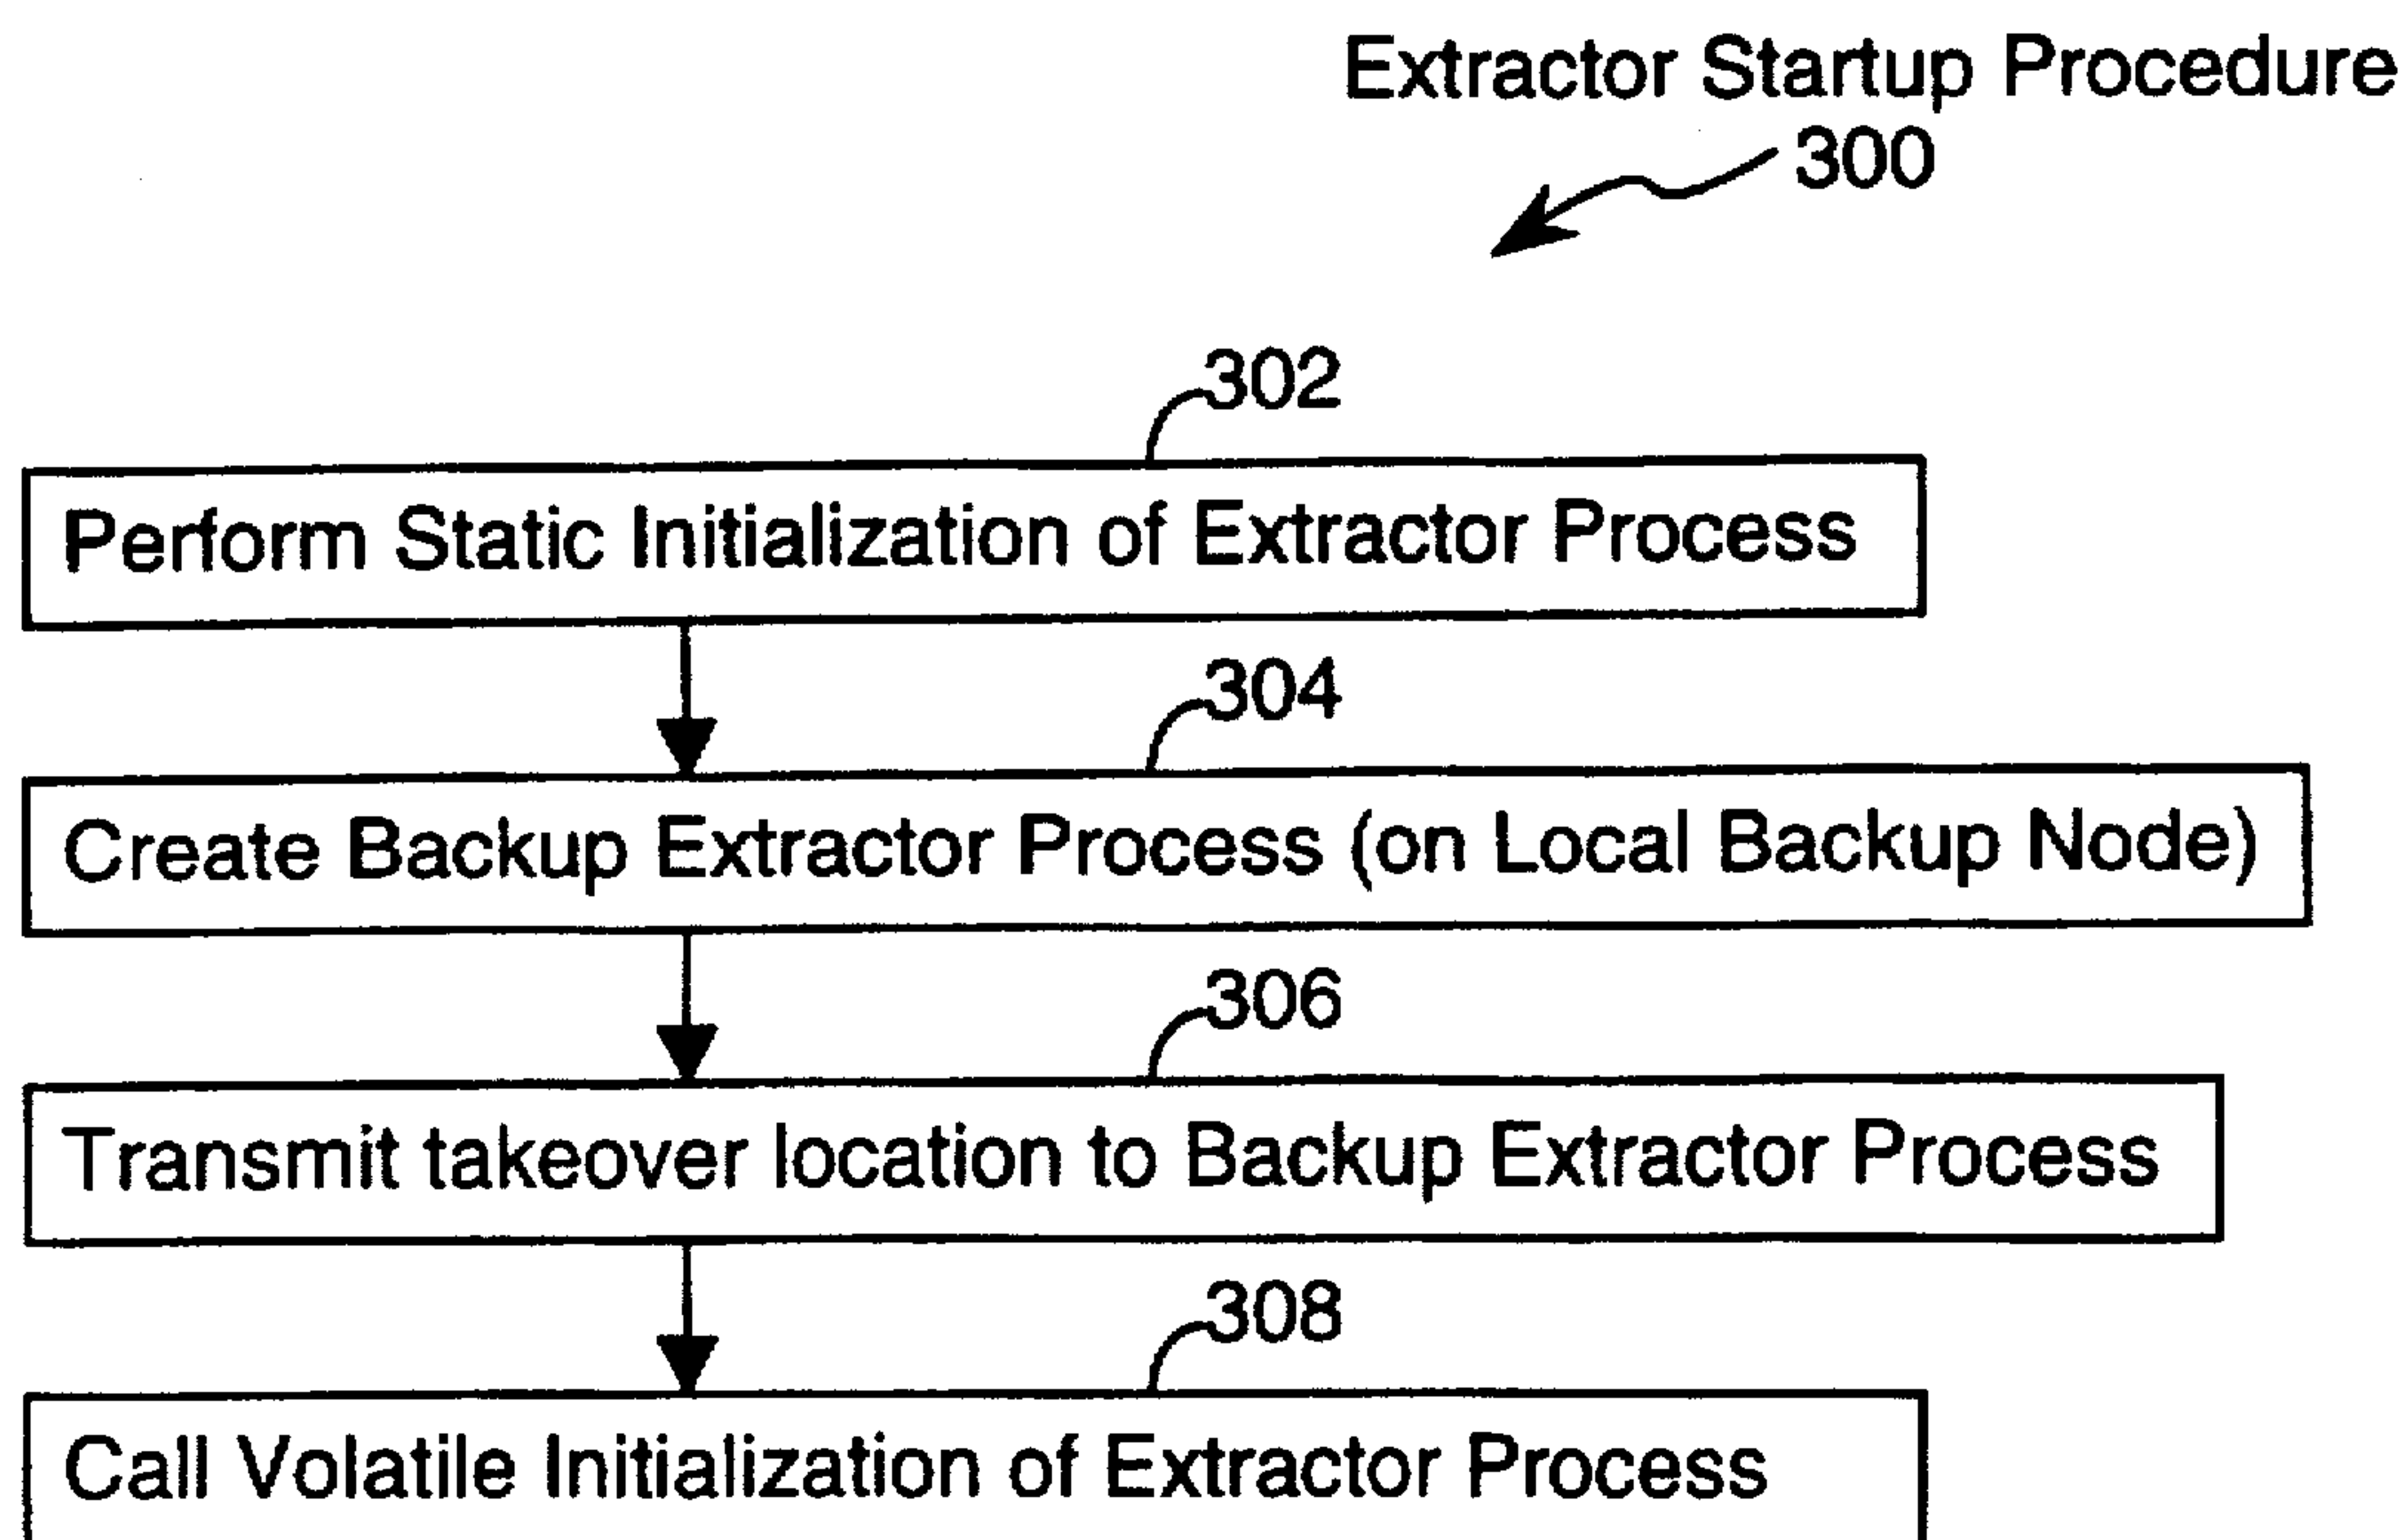 Extractor Startup Procedure
300
302
Perform Static Initialization of Extractor Process
304
Create Backup Extractor Process (on Local Backup Node)
306
Transmit takeover location to Backup Extractor Process
308
Call Volatile Initialization of Extractor Process